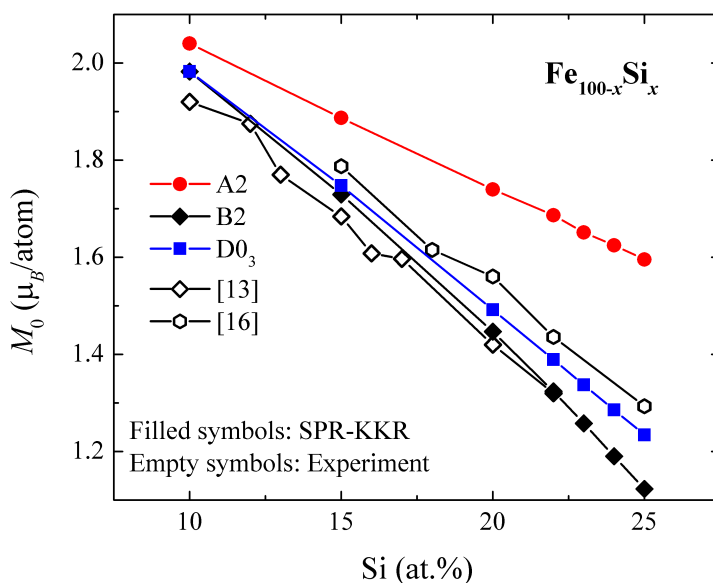 Fe100-xSix
2.0
1.8
1.6
1.4
1.2
M0 (μB/atom)
A2
B2
D03
[13]
[16]
Filled symbols: SPR-KKR
Empty symbols: Experiment
10
15
20
25
Si (at.%)